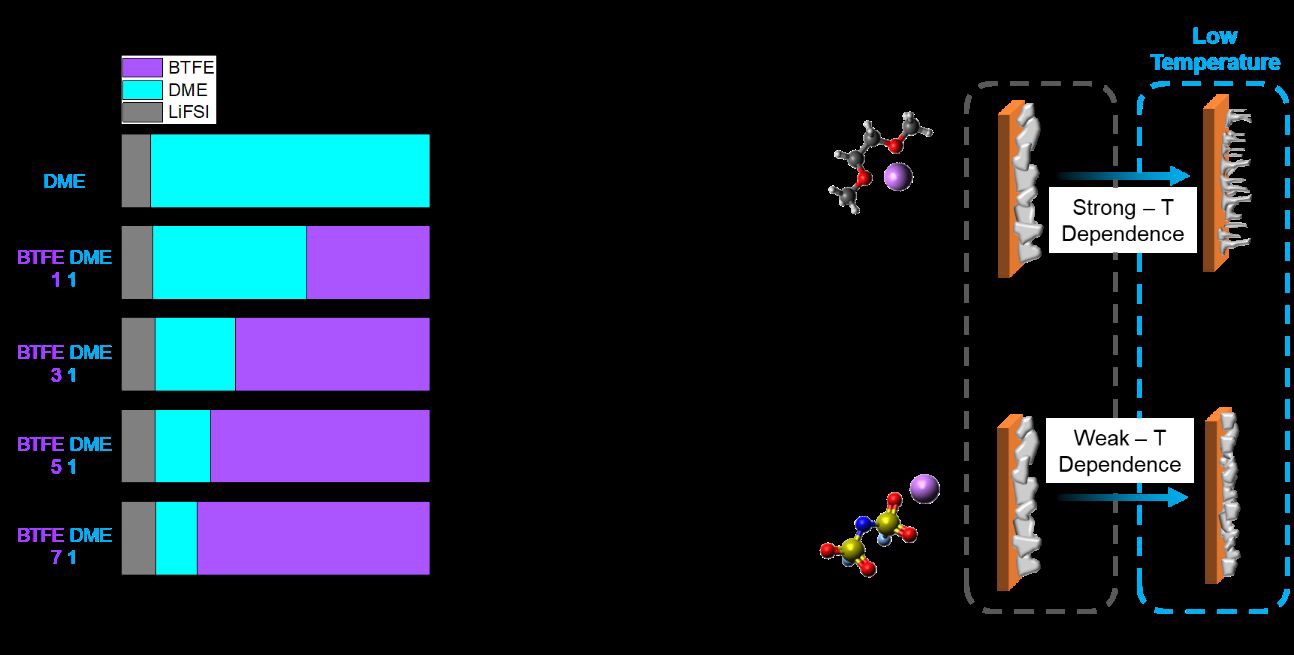 Low
Temperature
BTFE
DME
LiFSI
DME
BTFE DME
1 1
BTFE DME
3 1
BTFE DME
5 1
BTFE DME
7 1
Strong – T
Dependence
Weak – T
Dependence